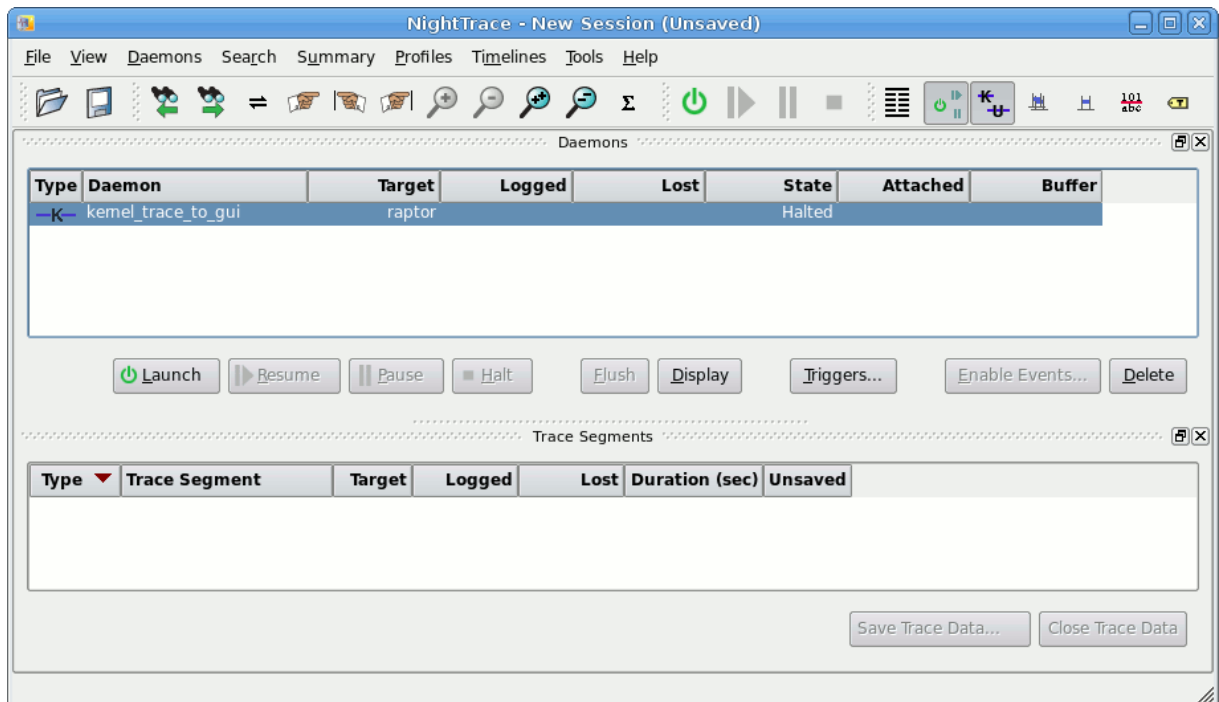 NightTrace - New Session (Unsaved)
File View Daemons Search Summary Profiles Timelines Tools Help
Σ K U 101 abc T
Daemons
Type Daemon Target Logged Lost State Attached Buffer
K kernel_trace_to_gui raptor Halted
Launch Resume Pause Halt Flush Display Triggers... Enable Events... Delete
Trace Segments
Type Trace Segment Target Logged Lost Duration (sec) Unsaved
Save Trace Data... Close Trace Data